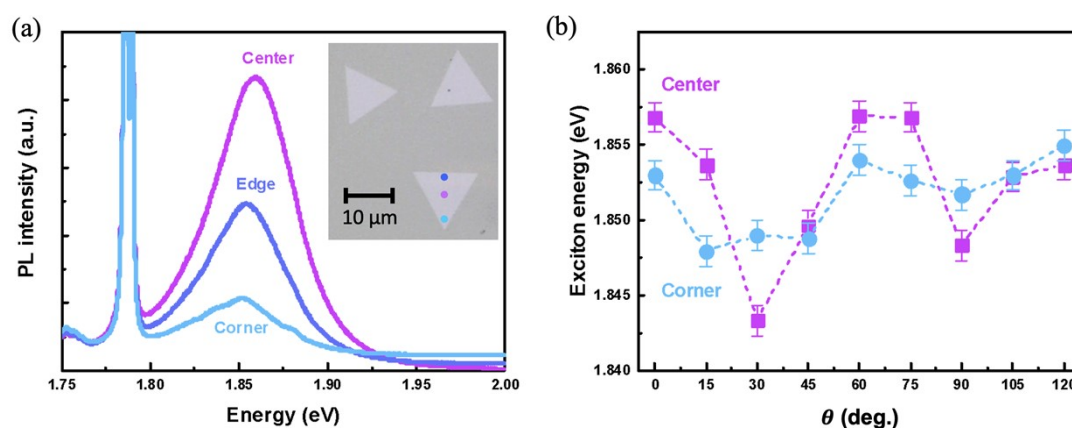 (a)
PL intensity (a.u.)
Center
Edge
Corner
10 μm
1.75 1.80 1.85 1.90 1.95 2.00
Energy (eV)
(b)
Exciton energy (eV)
1.860
1.855
1.850
1.845
1.840
Center
Corner
0 15 30 45 60 75 90 105 120
θ (deg.)